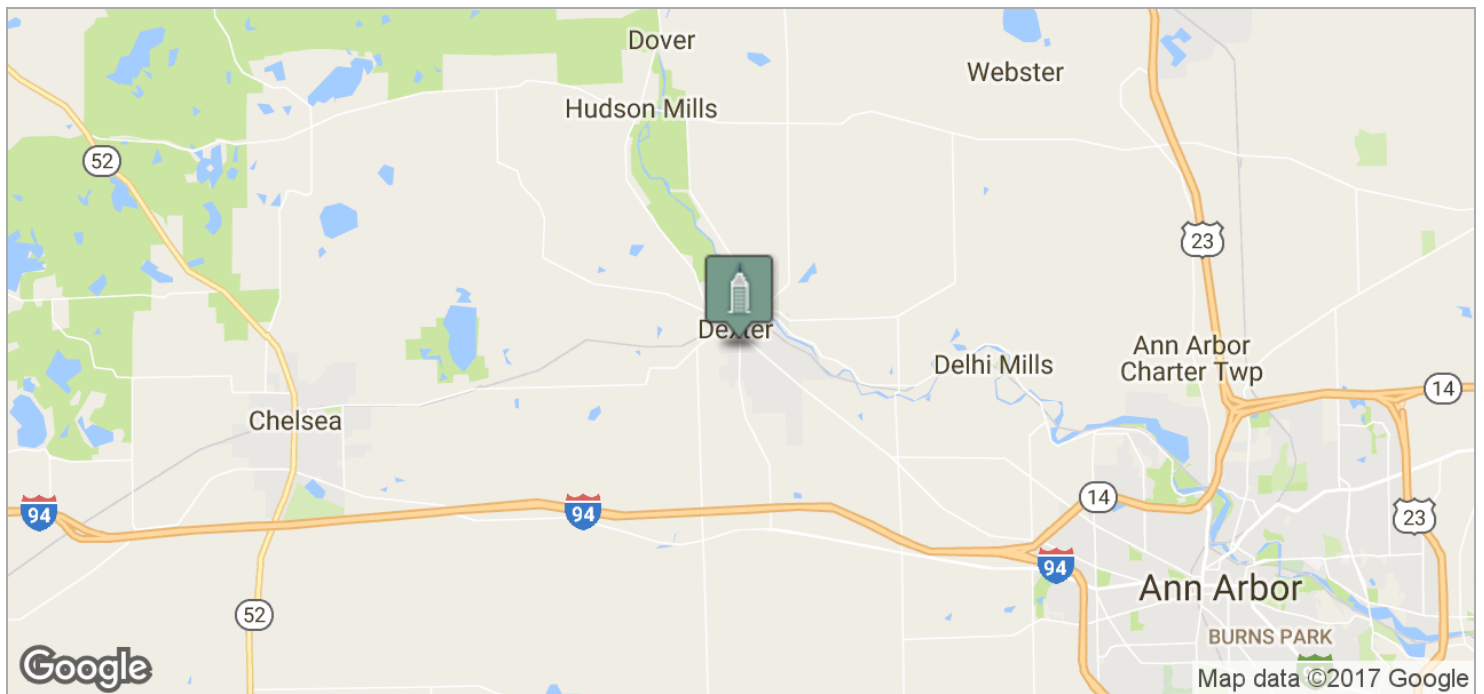 Dover
Webster
Hudson Mills
52
23
Dexter
Ann Arbor
Charter Twp
Delhi Mills
14
Chelsea
14
94
94
23
94
Ann Arbor
52
BURNS PARK
Google
Map data ©2017 Google